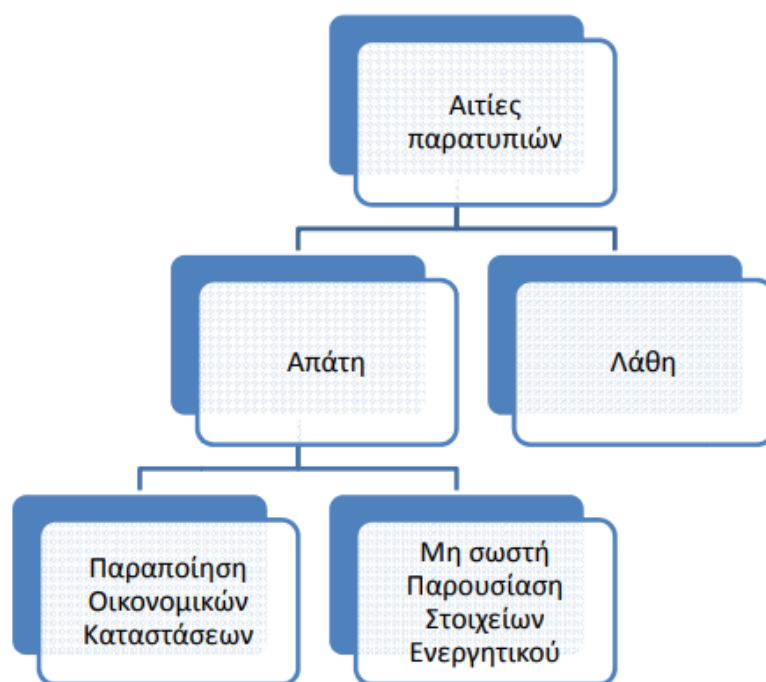 Αιτίες
παρατυπιών
Απάτη
Λάθη
Παραποίηση
Οικονομικών
Καταστάσεων
Μη σωστή
Παρουσίαση
Στοιχείων
Ενεργητικού